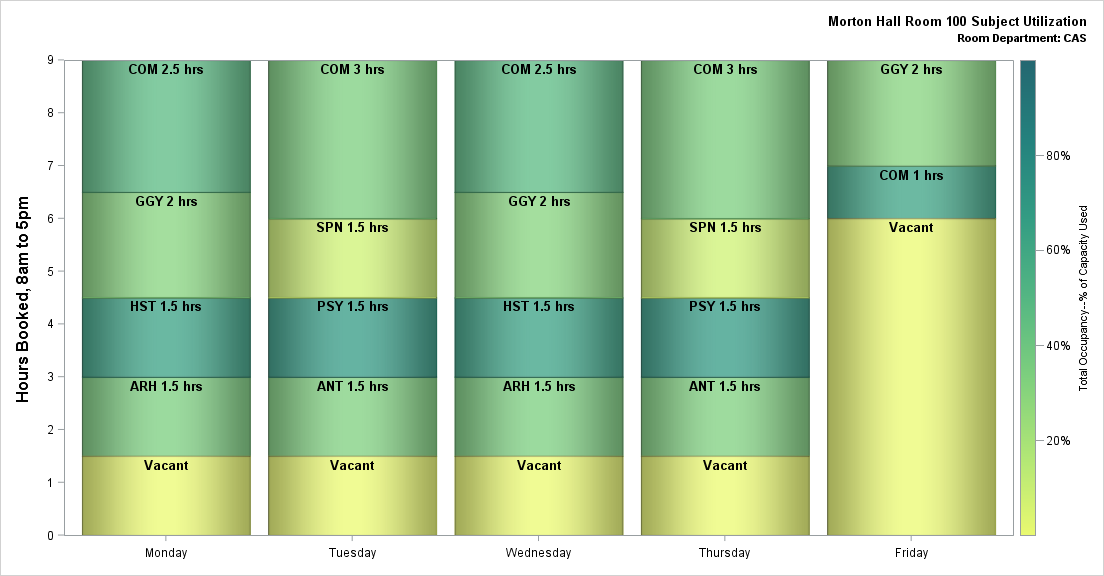 Morton Hall Room 100 Subject Utilization
Room Department: CAS
Hours Booked, 8am to 5pm
9
8
7
6
5
4
3
2
1
0
COM 2.5 hrs
GGY 2 hrs
HST 1.5 hrs
ARH 1.5 hrs
Vacant
COM 3 hrs
SPN 1.5 hrs
PSY 1.5 hrs
ANT 1.5 hrs
Vacant
COM 2.5 hrs
GGY 2 hrs
HST 1.5 hrs
ARH 1.5 hrs
Vacant
COM 3 hrs
SPN 1.5 hrs
PSY 1.5 hrs
ANT 1.5 hrs
Vacant
GGY 2 hrs
COM 1 hrs
Vacant
Monday
Tuesday
Wednesday
Thursday
Friday
80%
60%
40%
20%
Total Occupancy--% of Capacity Used